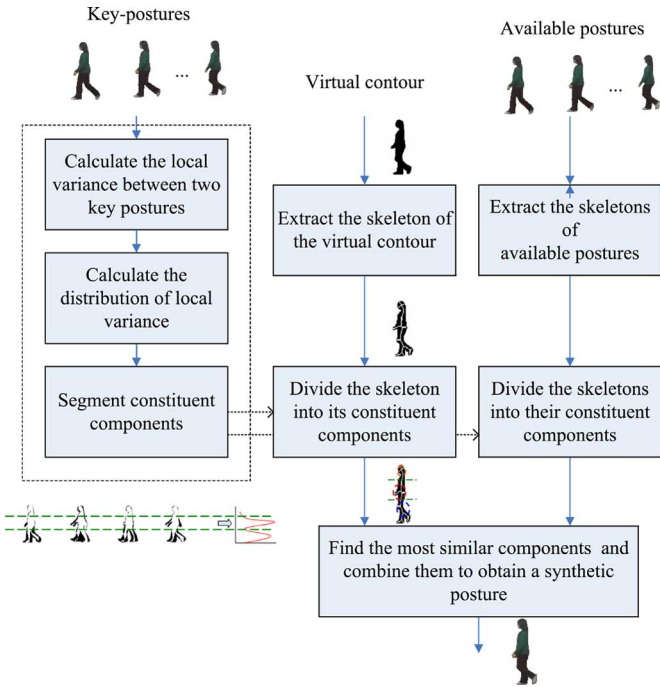 Key-postures
...
Virtual contour
Available postures
...
Calculate the local
variance between two
key postures
Extract the skeleton of
the virtual contour
Extract the skeletons
of
available postures
Calculate the
distribution of local
variance
Segment constituent
components
Divide the skeleton
into its constituent
components
Divide the skeletons
into their constituent
components
Find the most similar components and
combine them to obtain a synthetic
posture